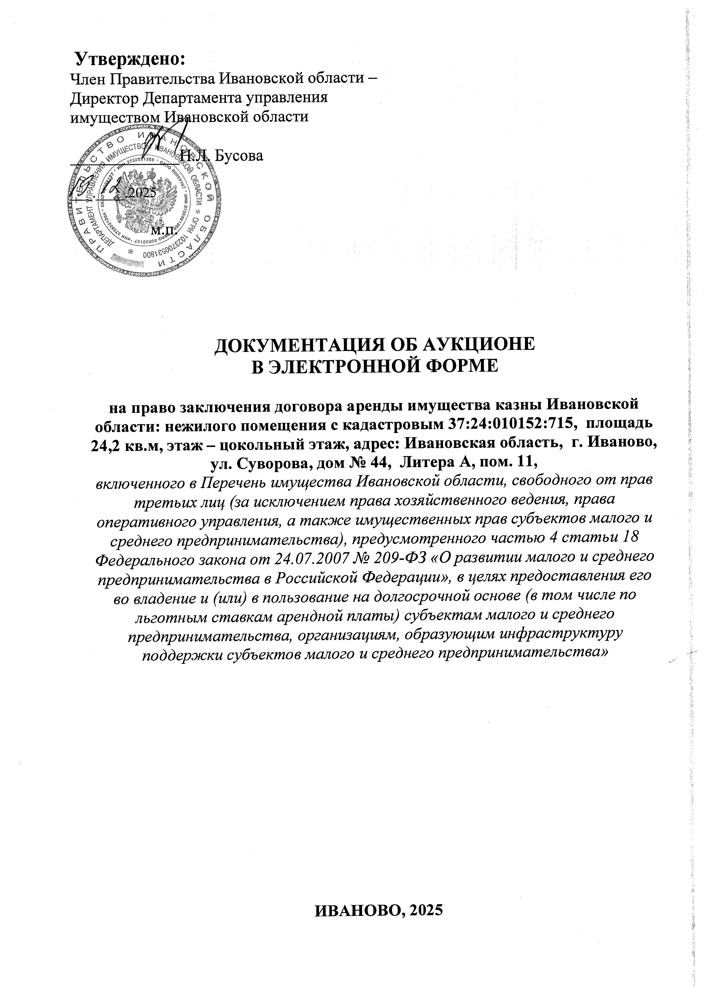 Утверждено:
Член Правительства Ивановской области –
Директор Департамента управления
имуществом Ивановской области
Н.Л. Бусова
.2025
м.п.
ПРАВИТЕЛЬСТВО ИВАНОВСКОЙ ОБЛАСТИ
ДЕПАРТАМЕНТ УПРАВЛЕНИЯ ИМУЩЕСТВОМ ИВАНОВСКОЙ ОБЛАСТИ * ОГРН 1023700531800 *
ДОКУМЕНТАЦИЯ ОБ АУКЦИОНЕ
В ЭЛЕКТРОННОЙ ФОРМЕ
на право заключения договора аренды имущества казны Ивановской
области: нежилого помещения с кадастровым 37:24:010152:715, площадь
24,2 кв.м, этаж – цокольный этаж, адрес: Ивановская область, г. Иваново,
ул. Суворова, дом № 44, Литера А, пом. 11,
включенного в Перечень имущества Ивановской области, свободного от прав
третьих лиц (за исключением права хозяйственного ведения, права
оперативного управления, а также имущественных прав субъектов малого и
среднего предпринимательства), предусмотренного частью 4 статьи 18
Федерального закона от 24.07.2007 № 209-ФЗ «О развитии малого и среднего
предпринимательства в Российской Федерации», в целях предоставления его
во владение и (или) в пользование на долгосрочной основе (в том числе по
льготным ставкам арендной платы) субъектам малого и среднего
предпринимательства, организациям, образующим инфраструктуру
поддержки субъектов малого и среднего предпринимательства»
ИВАНОВО, 2025